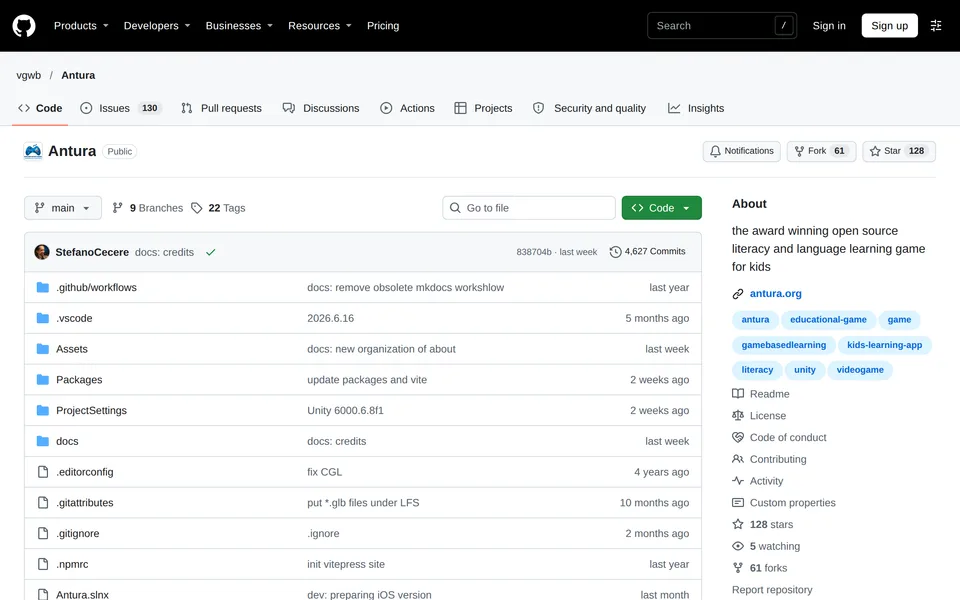 Products Developers Businesses Resources Pricing Search / Sign in Sign up
vgwb / Antura
Code Issues 130 Pull requests Discussions Actions Projects Security and quality Insights
Antura Public Notifications Fork 61 Star 128
main 9 Branches 22 Tags Go to file Code
StefanoCecere docs: credits 838704b · last week 4,627 Commits
.github/workflows docs: remove obsolete mkdocs workshlow last year
.vscode 2026.6.16 5 months ago
Assets docs: new organization of about last week
Packages update packages and vite 2 weeks ago
ProjectSettings Unity 6000.6.8f1 2 weeks ago
docs docs: credits last week
.editorconfig fix CGL 4 years ago
.gitattributes put *.glb files under LFS 10 months ago
.gitignore .ignore 2 months ago
.npmrc init vitepress site last year
Antura.slnx dev: preparing iOS version last month
About
the award winning open source
literacy and language learning game
for kids
antura.org
antura educational-game game
gamebasedlearning kids-learning-app
literacy unity videogame
Readme
License
Code of conduct
Contributing
Activity
Custom properties
128 stars
5 watching
61 forks
Report repository